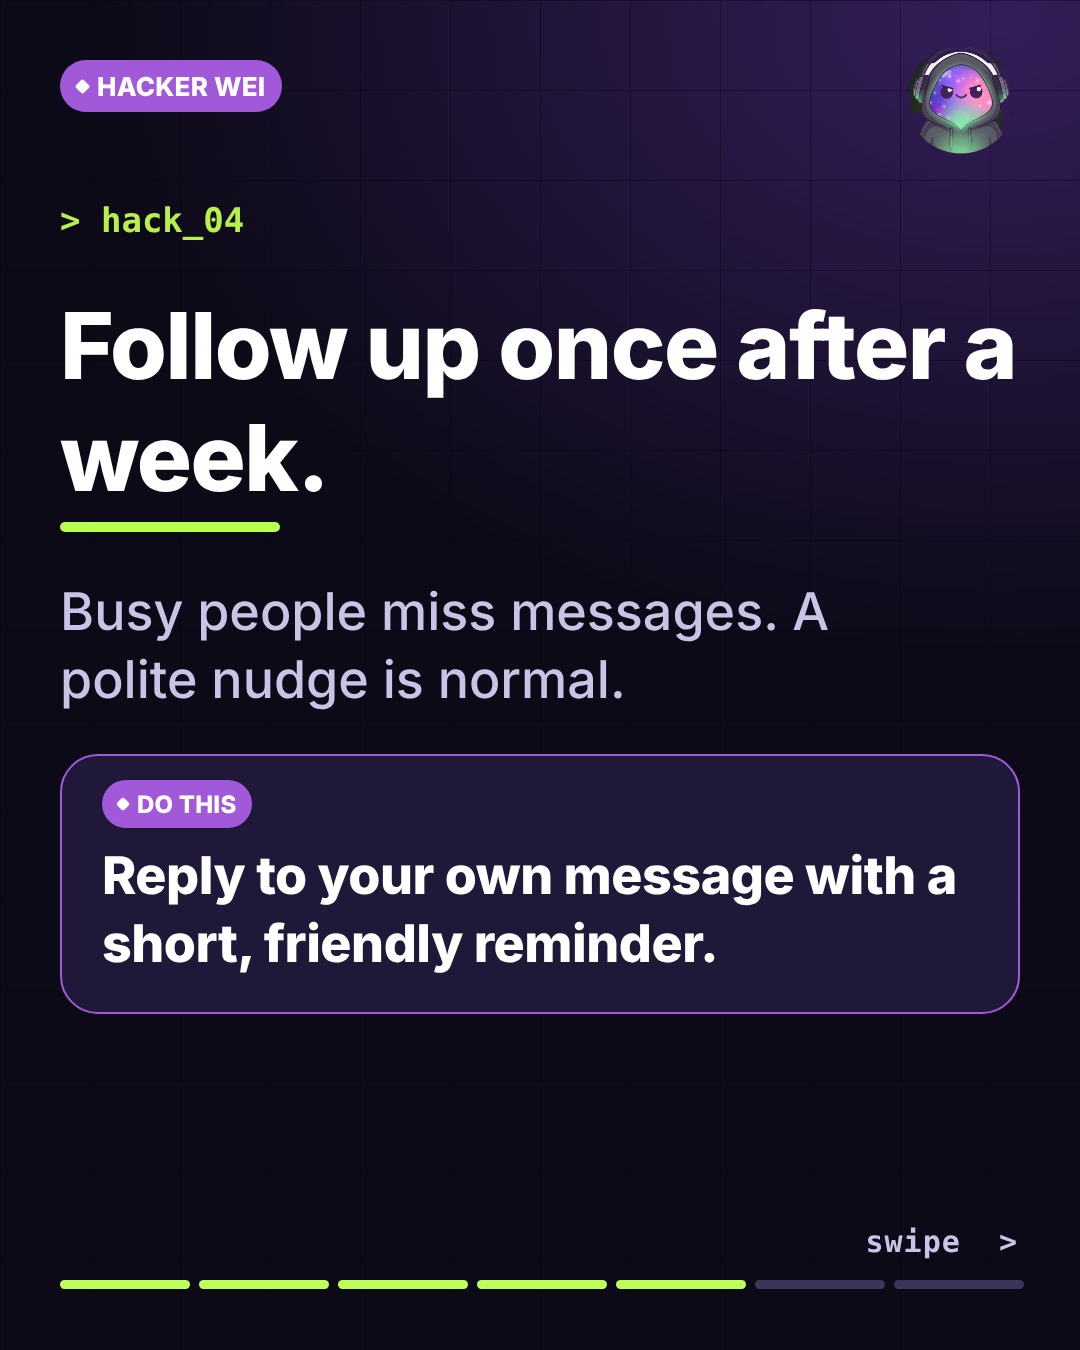 HACKER WEI
> hack_04
Follow up once after a
week.
Busy people miss messages. A
polite nudge is normal.
DO THIS
Reply to your own message with a
short, friendly reminder.
swipe >